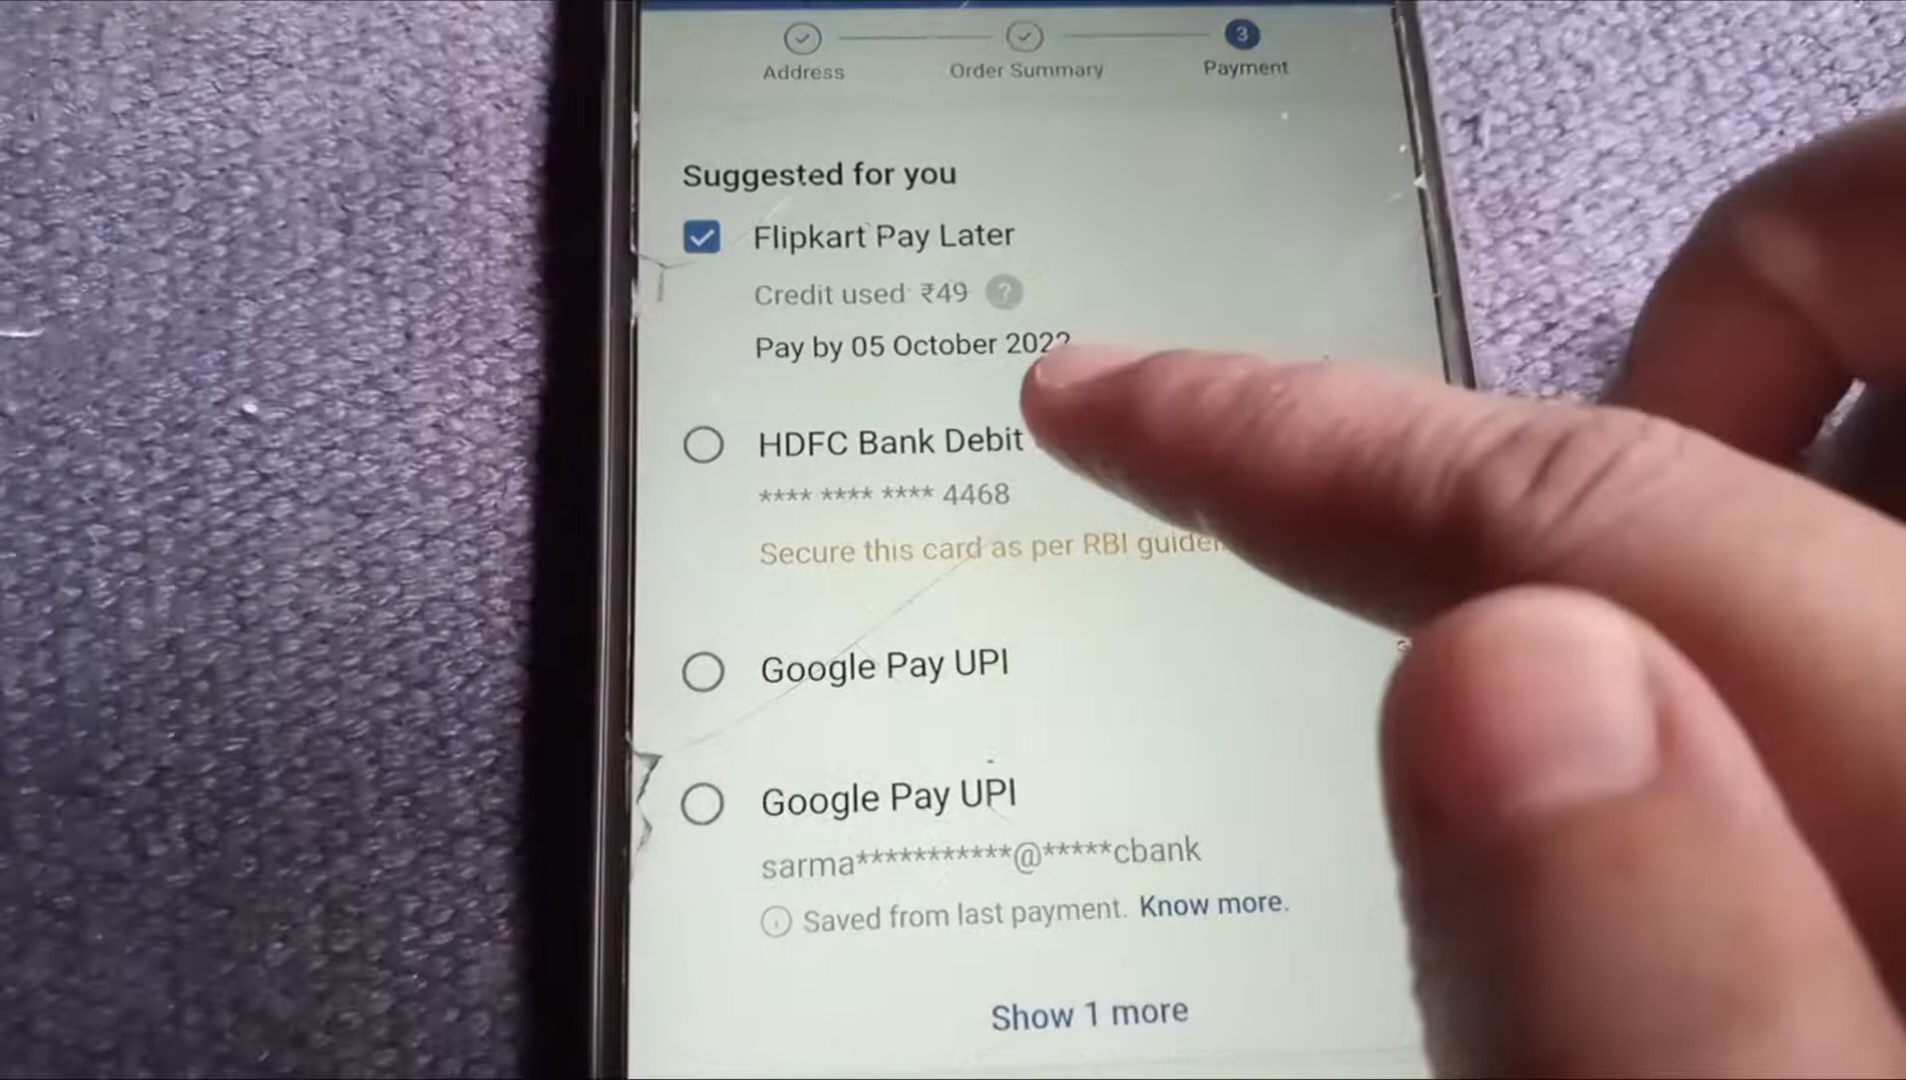 3
Address Order Summary Payment
Suggested for you
Flipkart Pay Later
Credit used ₹49 ?
Pay by 05 October 2022
HDFC Bank Debit
**** **** **** 4468
Secure this card as per RBI
Google Pay UPI
Google Pay UPI
sarma***********@*****cbank
Saved from last payment. Know more.
Show 1 more